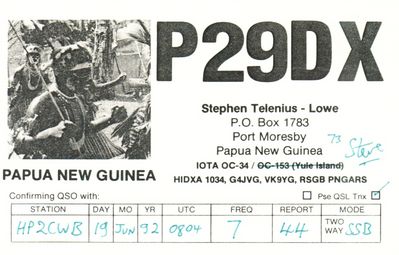 P29DX
Stephen Telenius - Lowe
P.O. Box 1783
Port Moresby
Papua New Guinea
73 Steve
IOTA OC-34 / OC-153 (Yule Island)
HIDXA 1034, G4JVG, VK9YG, RSGB PNGARS
PAPUA NEW GUINEA
Confirming QSO with: Pse QSL Tnx
STATION DAY MO YR UTC FREQ REPORT MODE
HP2CWB 19 JUN 92 0804 7 44 TWO WAY SSB